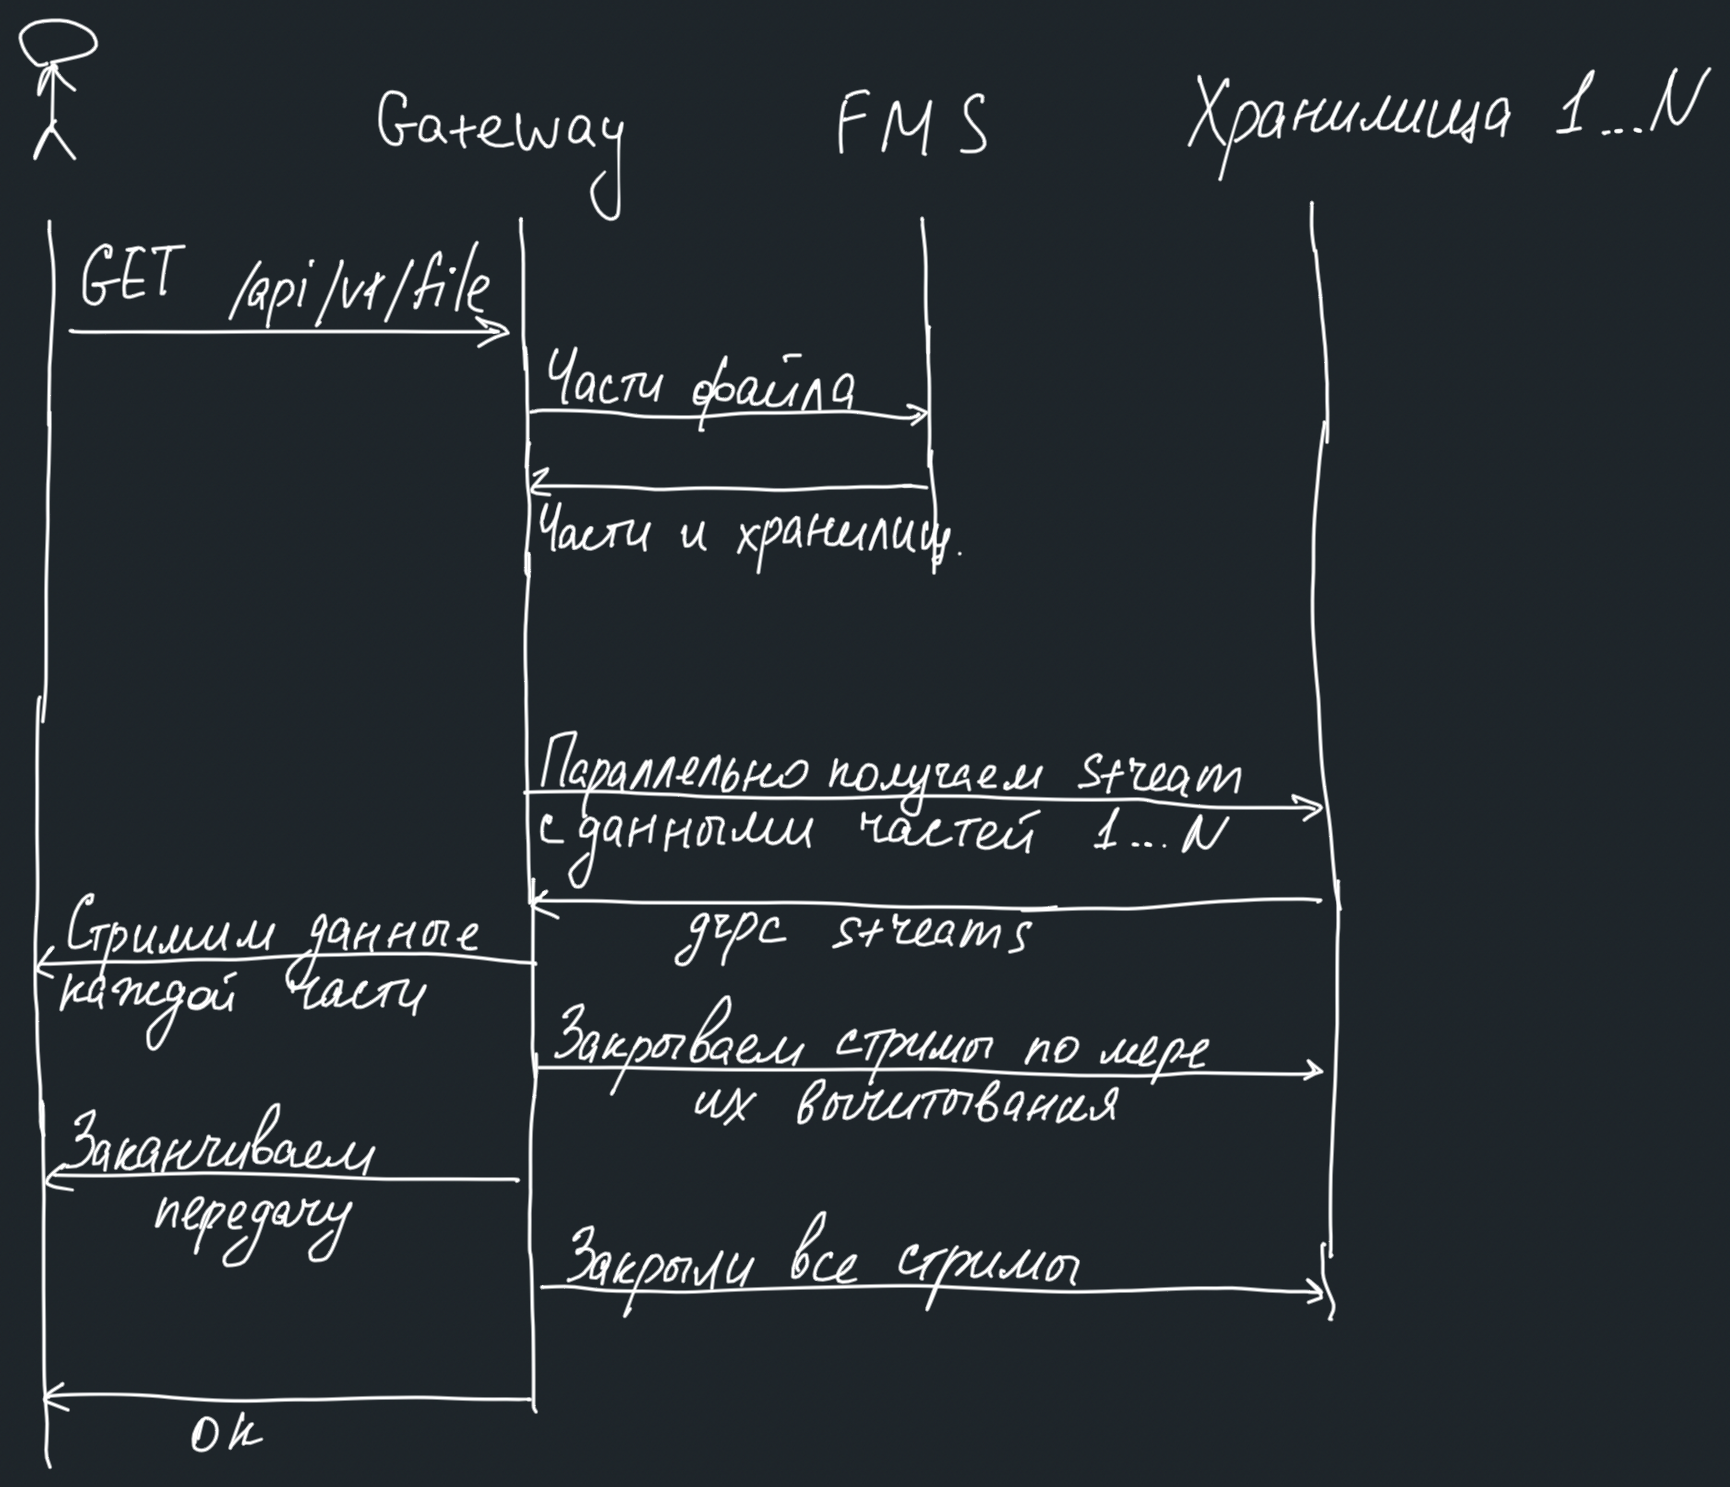 Gateway FMS Хранилища 1...N
GET /api/v1/file
Части файла
Части и хранилищ.
Параллельно получаем stream
с данными частей 1...N
grpc streams
Стримим данные
каждой части
Закрываем стримы по мере
их вычитывания
Заканчиваем
передачу
Закрыли все стримы
ок